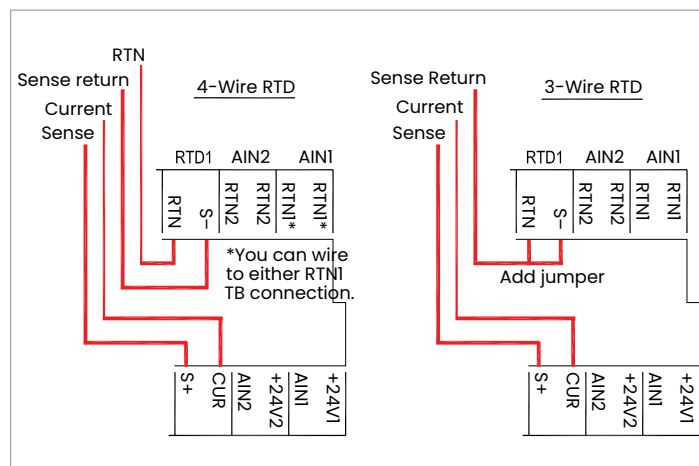 4-Wire RTD
RTN
Sense return
Current
Sense
RTD1 AIN2 AIN1
RTN S- RTN2 RTN2 RTN1* RTN1*
*You can wire
to either RTN1
TB connection.
S+ CUR AIN2 +24V2 AIN1 +24V1
3-Wire RTD
Sense Return
Current
Sense
RTD1 AIN2 AIN1
RTN S- RTN2 RTN2 RTN1 RTN1
Add jumper
S+ CUR AIN2 +24V2 AIN1 +24V1